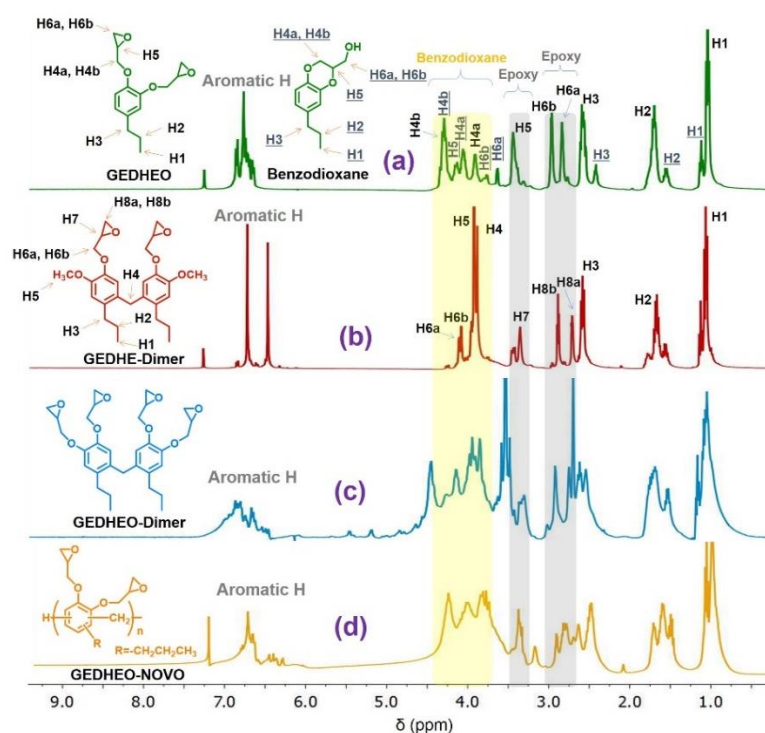 H6a, H6b
O
H5
H4a, H4b
O
O
O
H3
H2
H1
GEDHEO
Aromatic H
H4a, H4b
OH
O
H6a, H6b
H5
O
H3
H2
H1
Benzodioxane
(a)
Benzodioxane
Epoxy
Epoxy
H4b
H4b
H5
H4a
H4a
H6b
H6a
H5
H6b
H6a
H3
H3
H2
H2
H1
H1
H8a, H8b
H7
O
O
H6a, H6b
O
O
OCH₃
H4
OCH₃
H5
H3
H2
H1
GEDHE-Dimer
Aromatic H
(b)
H6a
H6b
H5
H4
H7
H8b
H8a
H3
H2
H1
O
O
O
O
O
O
O
O
GEDHEO-Dimer
Aromatic H
(c)
O
O
O
O
H
CH₂
n
R
R=-CH₂CH₂CH₃
GEDHEO-NOVO
Aromatic H
(d)
9.0 8.0 7.0 6.0 5.0 4.0 3.0 2.0 1.0
δ (ppm)